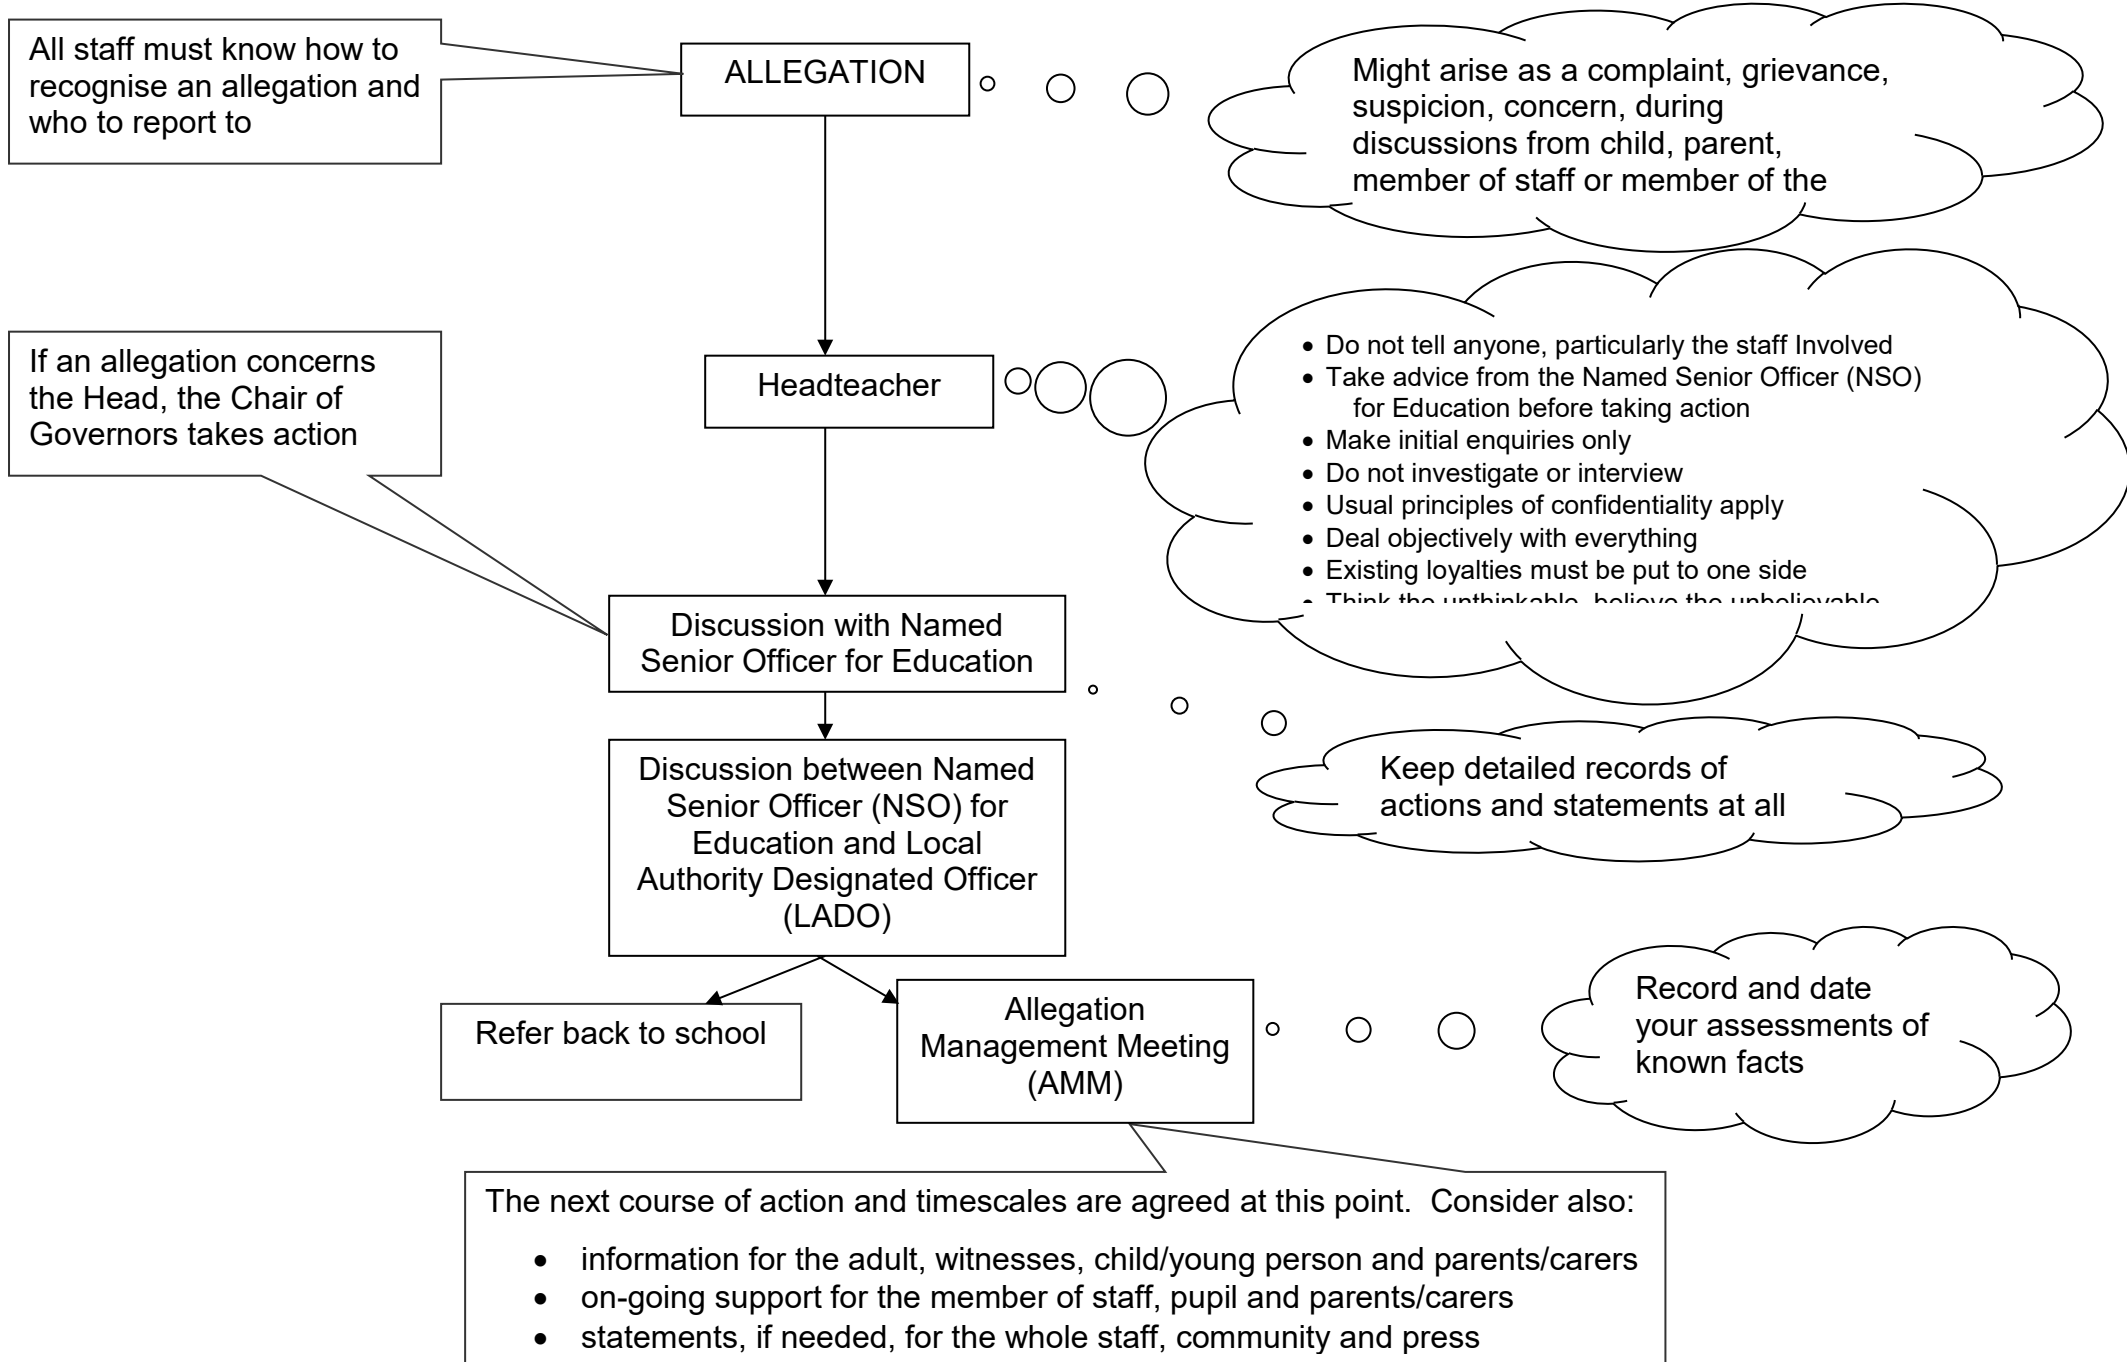 All staff must know how to
recognise an allegation and
who to report to
ALLEGATION
Might arise as a complaint, grievance,
suspicion, concern, during
discussions from child, parent,
member of staff or member of the
If an allegation concerns
the Head, the Chair of
Governors takes action
Headteacher
• Do not tell anyone, particularly the staff Involved
• Take advice from the Named Senior Officer (NSO)
for Education before taking action
• Make initial enquiries only
• Do not investigate or interview
• Usual principles of confidentiality apply
• Deal objectively with everything
• Existing loyalties must be put to one side
• Think the unthinkable, believe the unbelievable
Discussion with Named
Senior Officer for Education
Keep detailed records of
actions and statements at all
Discussion between Named
Senior Officer (NSO) for
Education and Local
Authority Designated Officer
(LADO)
Refer back to school
Allegation
Management Meeting
(AMM)
Record and date
your assessments of
known facts
The next course of action and timescales are agreed at this point.  Consider also:
• information for the adult, witnesses, child/young person and parents/carers
• on-going support for the member of staff, pupil and parents/carers
• statements, if needed, for the whole staff, community and press